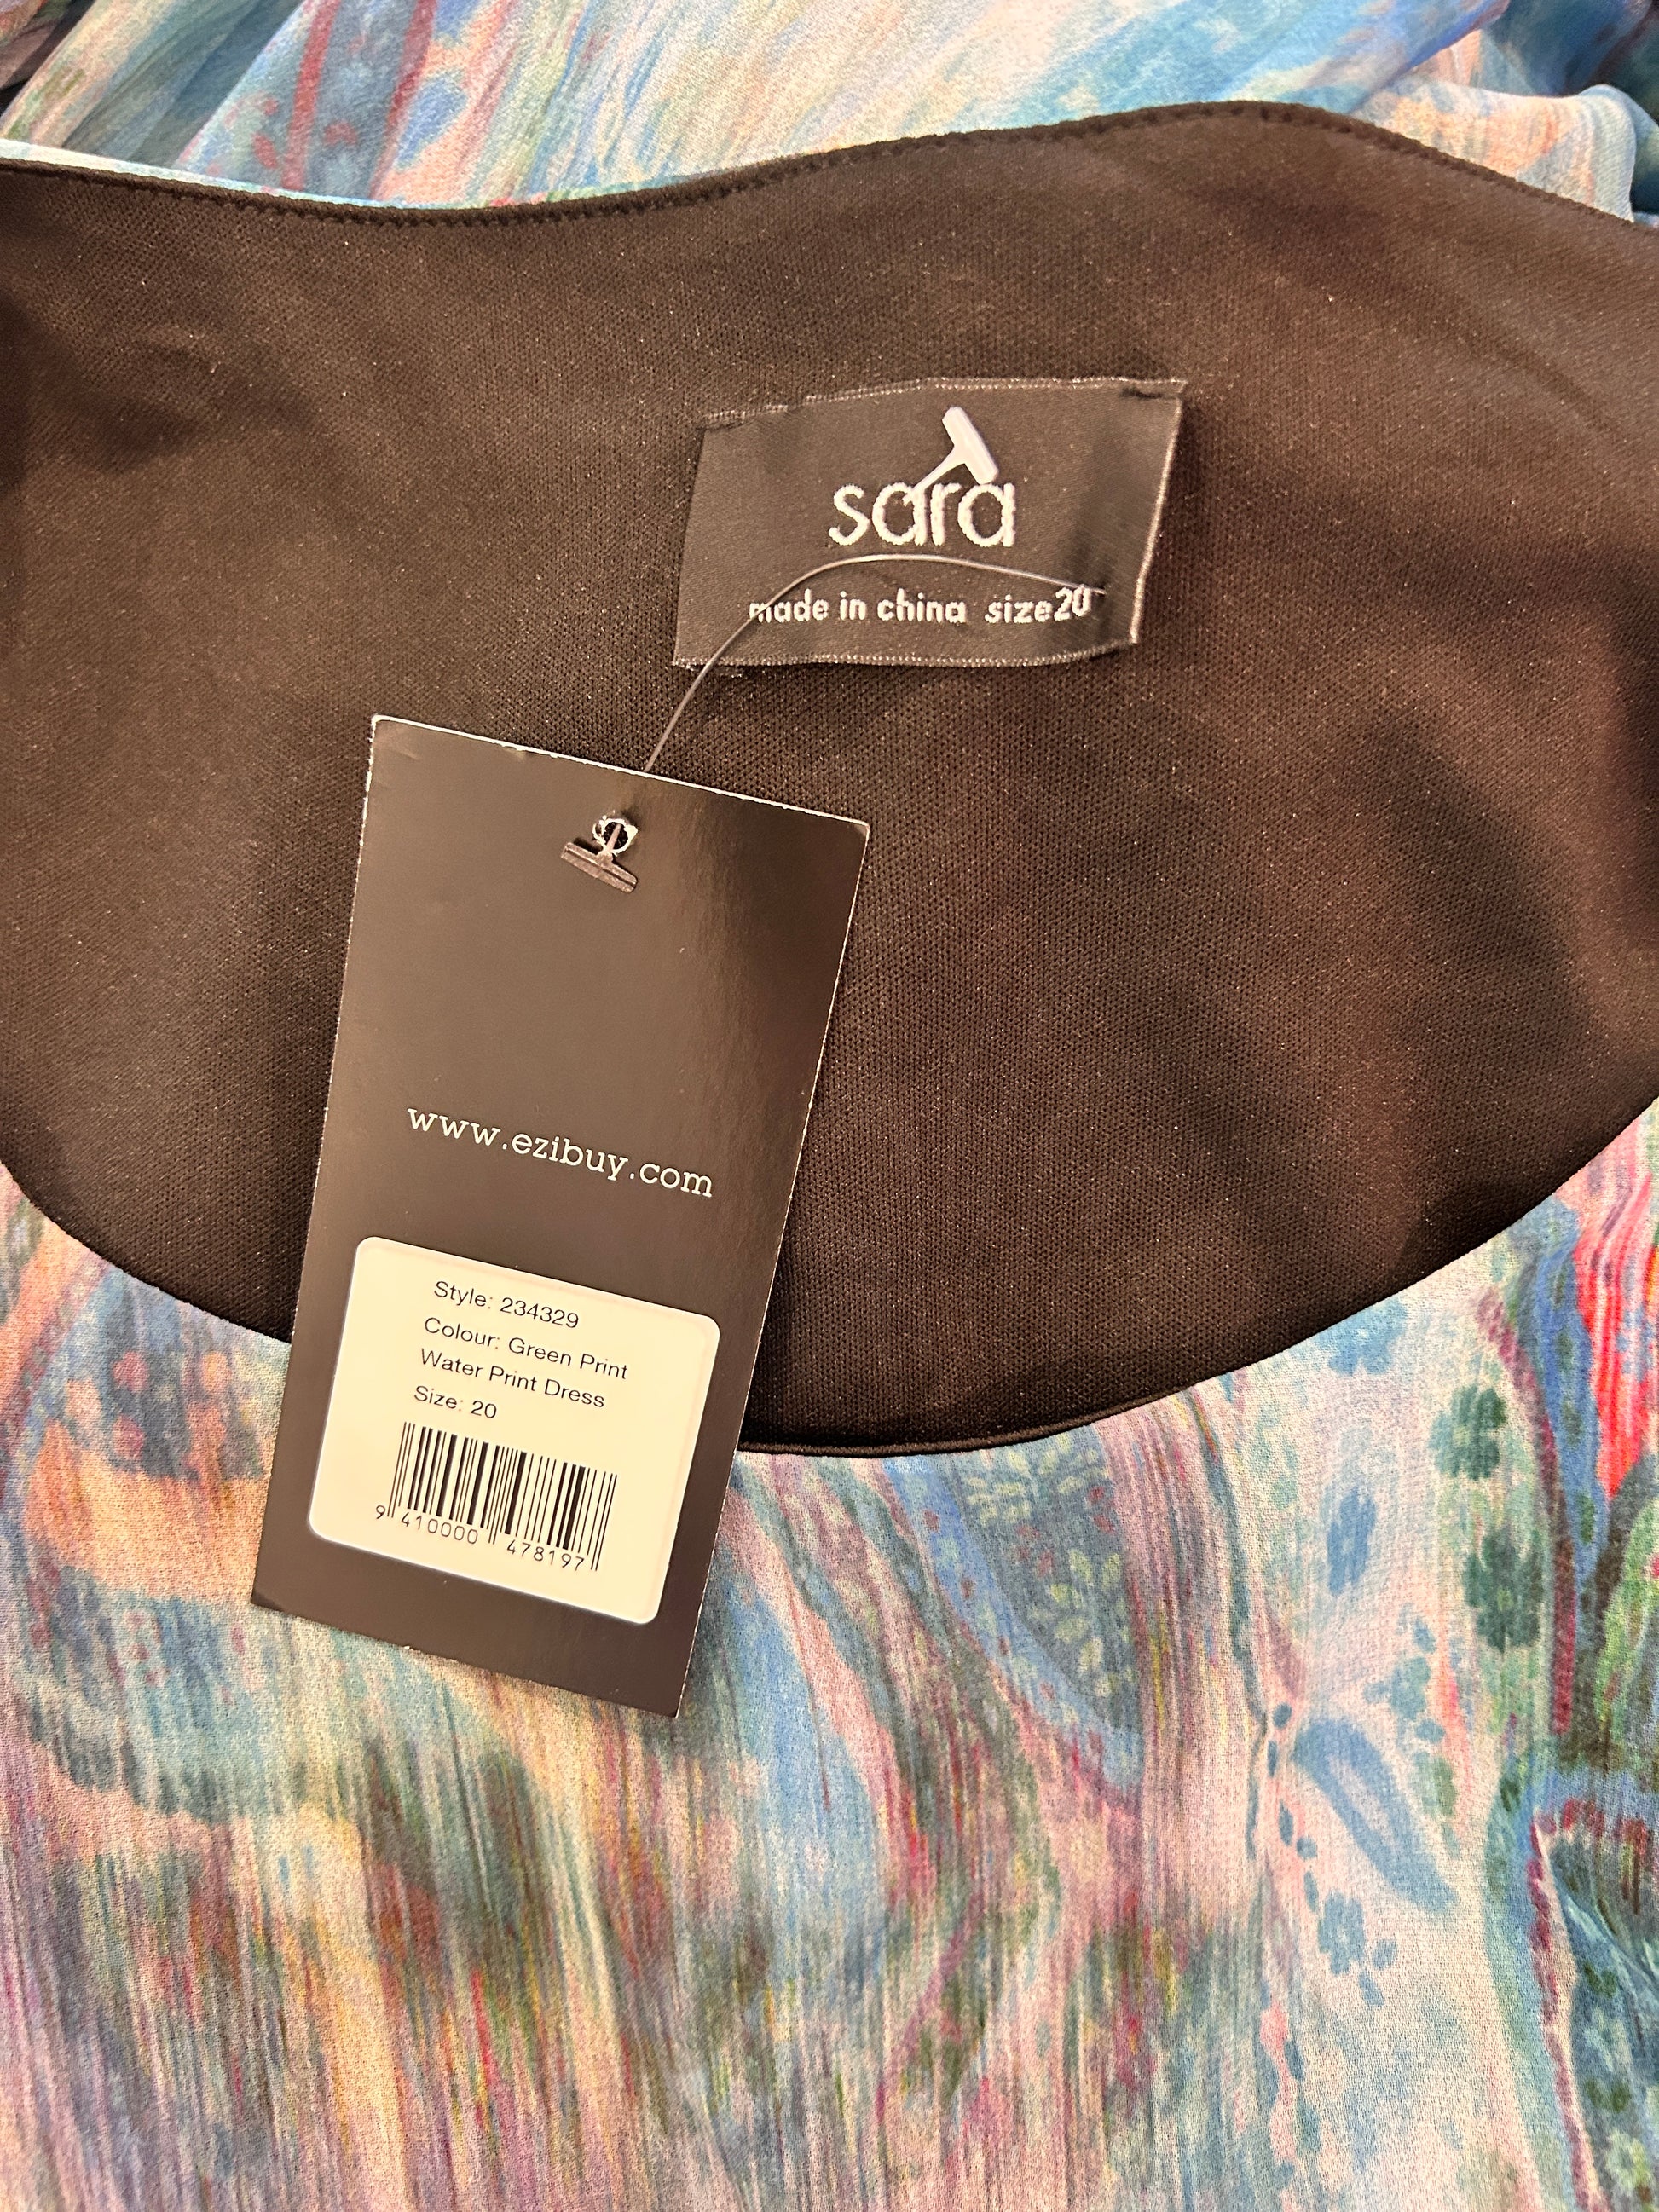 sara
made in china size20
www.ezibuy.com
Style: 234329
Colour: Green Print
Water Print Dress
Size: 20
9 410000 478197